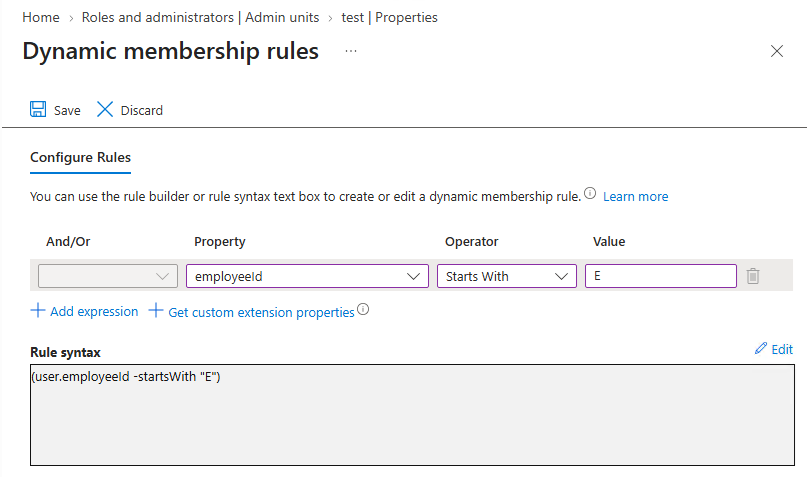 Home > Roles and administrators | Admin units > test | Properties
Dynamic membership rules ...
Save Discard
Configure Rules
You can use the rule builder or rule syntax text box to create or edit a dynamic membership rule. Learn more
And/Or Property Operator Value
employeeId Starts With E
+ Add expression + Get custom extension properties
Rule syntax Edit
(user.employeeId -startsWith "E")